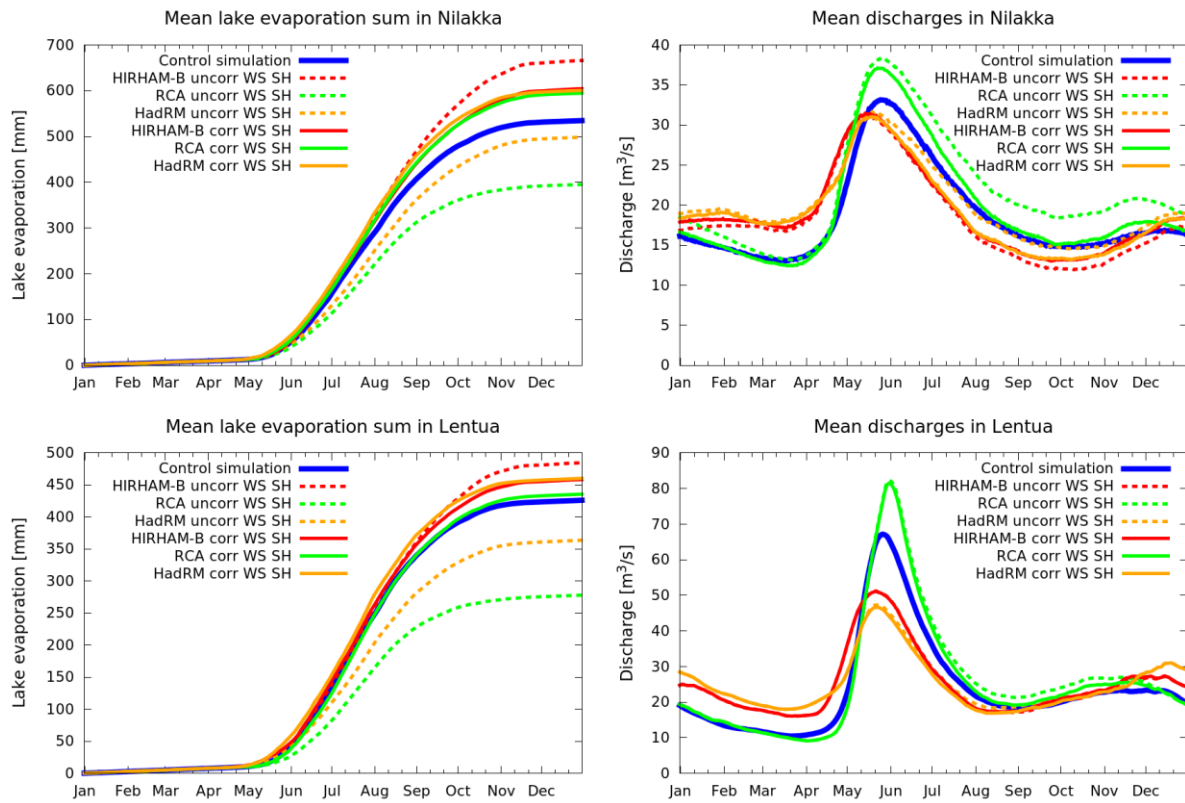 Mean lake evaporation sum in Nilakka
700
600
500
400
300
200
100
0
Lake evaporation [mm]
Control simulation
HIRHAM-B uncorr WS SH
RCA uncorr WS SH
HadRM uncorr WS SH
HIRHAM-B corr WS SH
RCA corr WS SH
HadRM corr WS SH
Jan Feb Mar Apr May Jun Jul Aug Sep Oct Nov Dec
Mean discharges in Nilakka
40
35
30
25
20
15
10
5
0
Discharge [m³/s]
Control simulation
HIRHAM-B uncorr WS SH
RCA uncorr WS SH
HadRM uncorr WS SH
HIRHAM-B corr WS SH
RCA corr WS SH
HadRM corr WS SH
Jan Feb Mar Apr May Jun Jul Aug Sep Oct Nov Dec
Mean lake evaporation sum in Lentua
500
450
400
350
300
250
200
150
100
50
0
Lake evaporation [mm]
Control simulation
HIRHAM-B uncorr WS SH
RCA uncorr WS SH
HadRM uncorr WS SH
HIRHAM-B corr WS SH
RCA corr WS SH
HadRM corr WS SH
Jan Feb Mar Apr May Jun Jul Aug Sep Oct Nov Dec
Mean discharges in Lentua
90
80
70
60
50
40
30
20
10
0
Discharge [m³/s]
Control simulation
HIRHAM-B uncorr WS SH
RCA uncorr WS SH
HadRM uncorr WS SH
HIRHAM-B corr WS SH
RCA corr WS SH
HadRM corr WS SH
Jan Feb Mar Apr May Jun Jul Aug Sep Oct Nov Dec